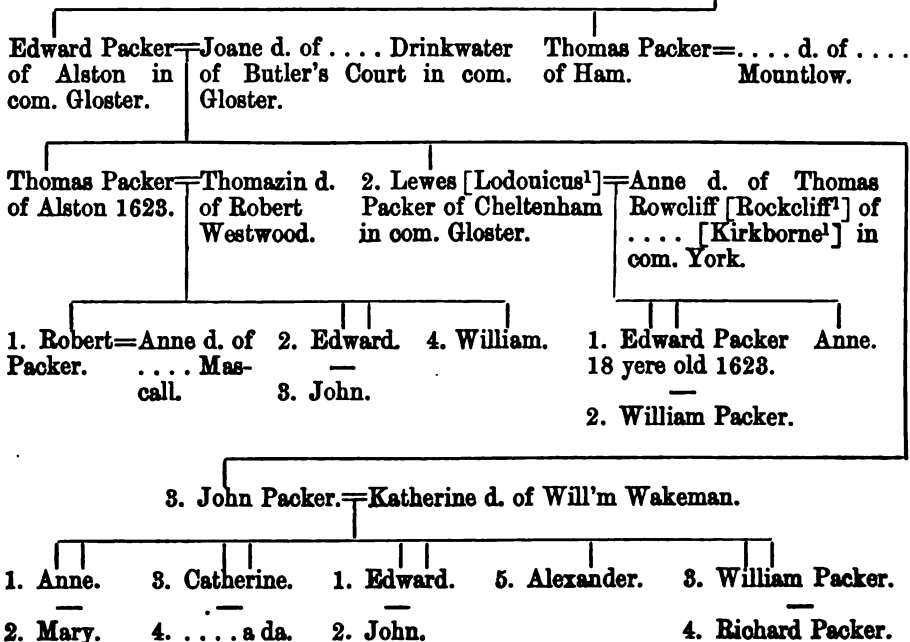 Edward Packer=Joane d. of .... Drinkwater
of Alston in of Butler's Court in com.
com. Gloster. Gloster.
Thomas Packer=.... d. of ....
of Ham. Mountlow.
Thomas Packer=Thomazin d.
of Alston 1623. of Robert
Westwood.
2. Lewes [Lodouicus¹]=Anne d. of Thomas
Packer of Cheltenham Rowcliff [Rockcliff¹] of
in com. Gloster. .... [Kirkborne¹] in
com. York.
1. Robert=Anne d. of
Packer. .... Mas-
call.
2. Edward.
3. John.
4. William.
1. Edward Packer
18 yere old 1623.
2. William Packer.
Anne.
3. John Packer.=Katherine d. of Will'm Wakeman.
1. Anne.
2. Mary.
3. Catherine.
4. .... a da.
1. Edward.
2. John.
5. Alexander.
3. William Packer.
4. Richard Packer.